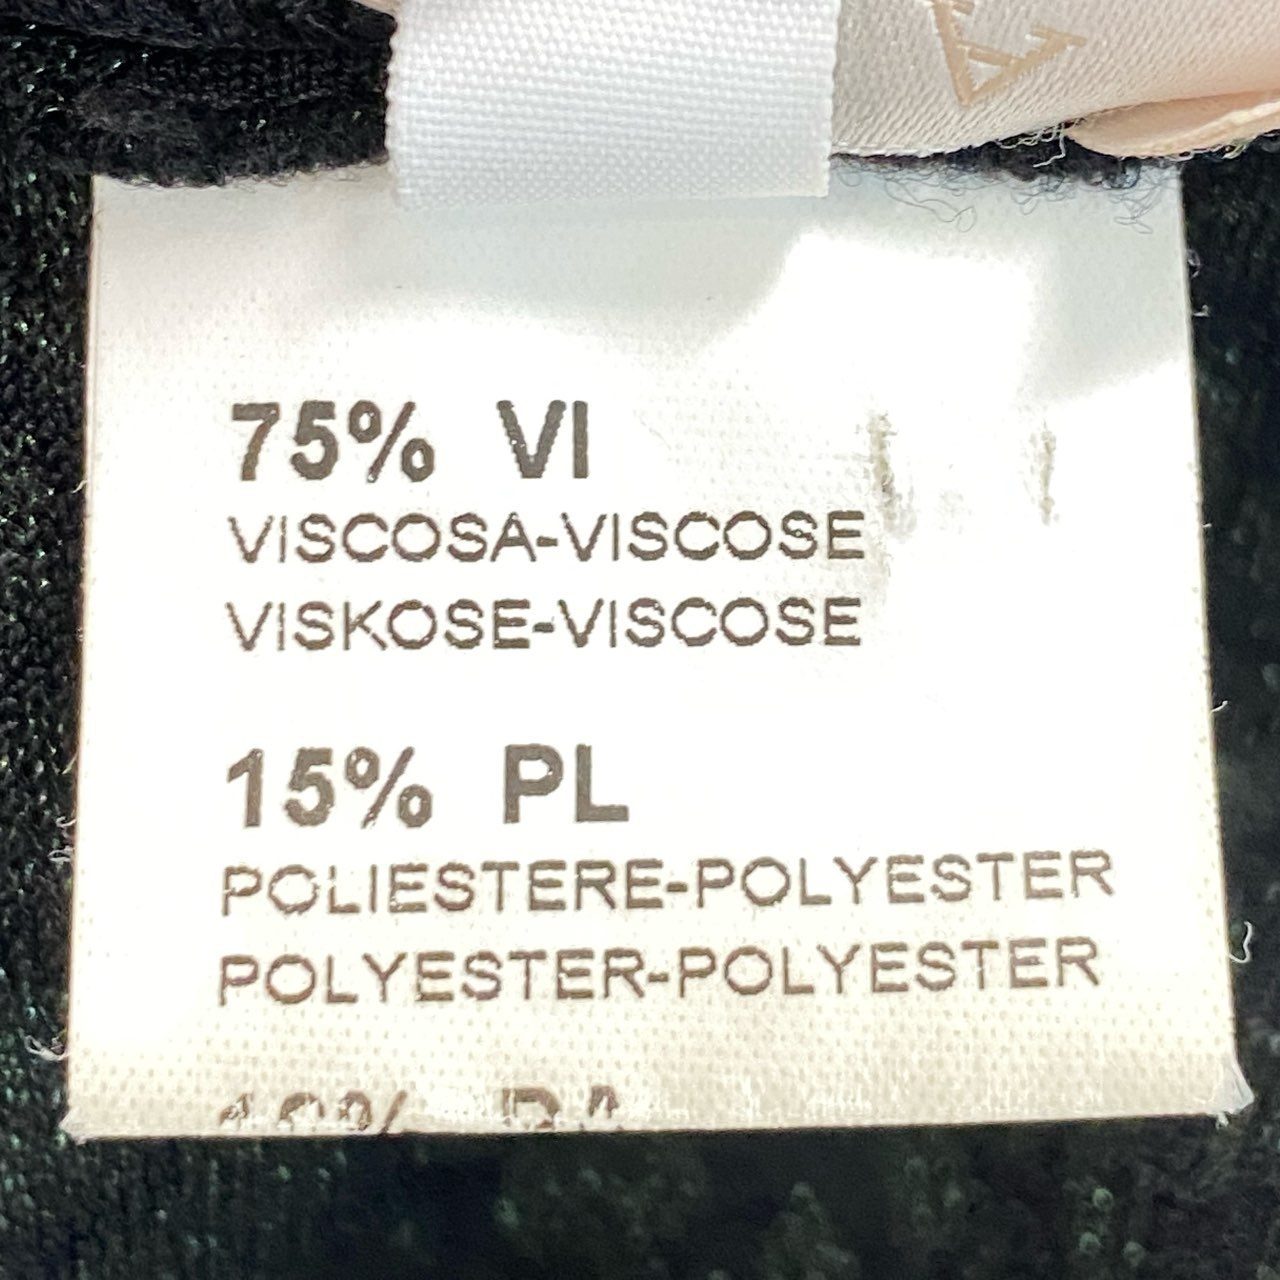 75% VI
VISCOSA-VISCOSE
VISKOSE-VISCOSE
15% PL
POLIESTERE-POLYESTER
POLYESTER-POLYESTER